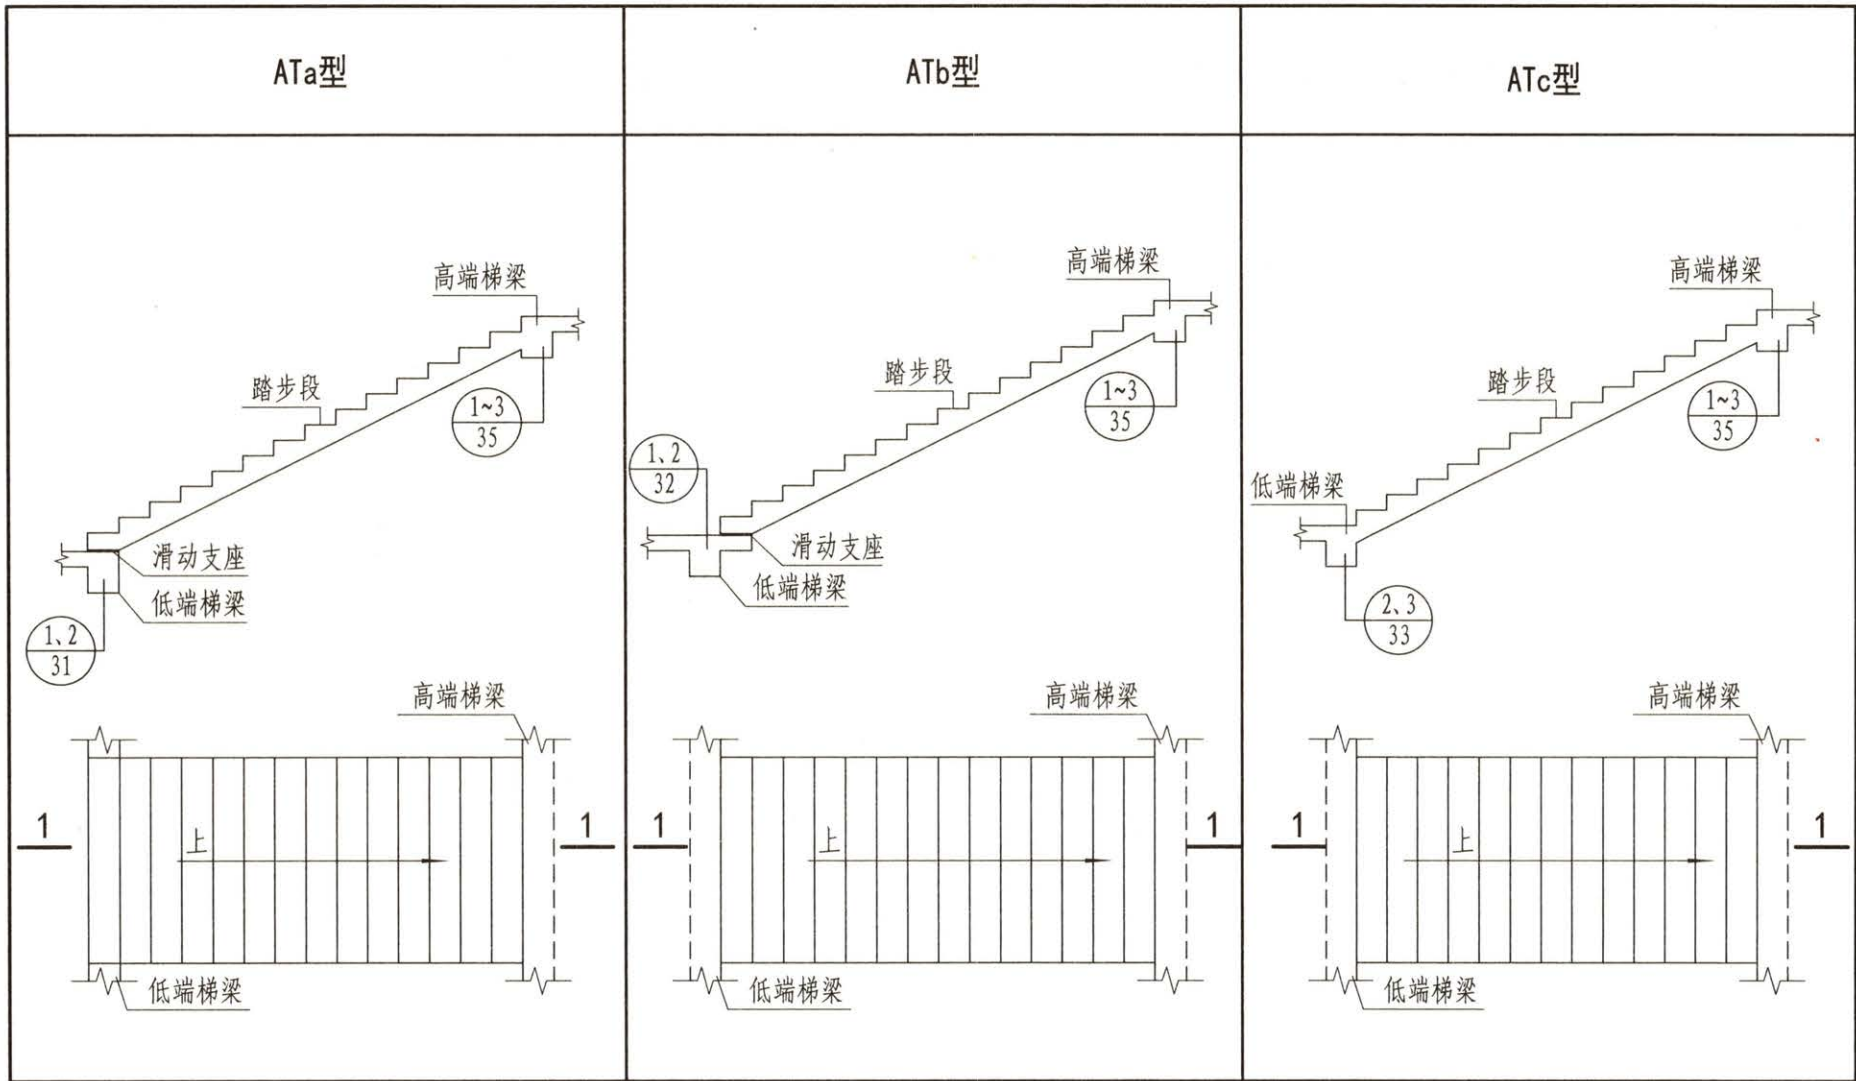 ATa型
ATb型
ATc型
高端梯梁
踏步段
1~3
35
滑动支座
低端梯梁
1、2
31
高端梯梁
踏步段
1~3
35
1、2
32
滑动支座
低端梯梁
高端梯梁
踏步段
1~3
35
低端梯梁
2、3
33
高端梯梁
1
上
1
低端梯梁
高端梯梁
1
上
1
低端梯梁
高端梯梁
1
上
1
低端梯梁